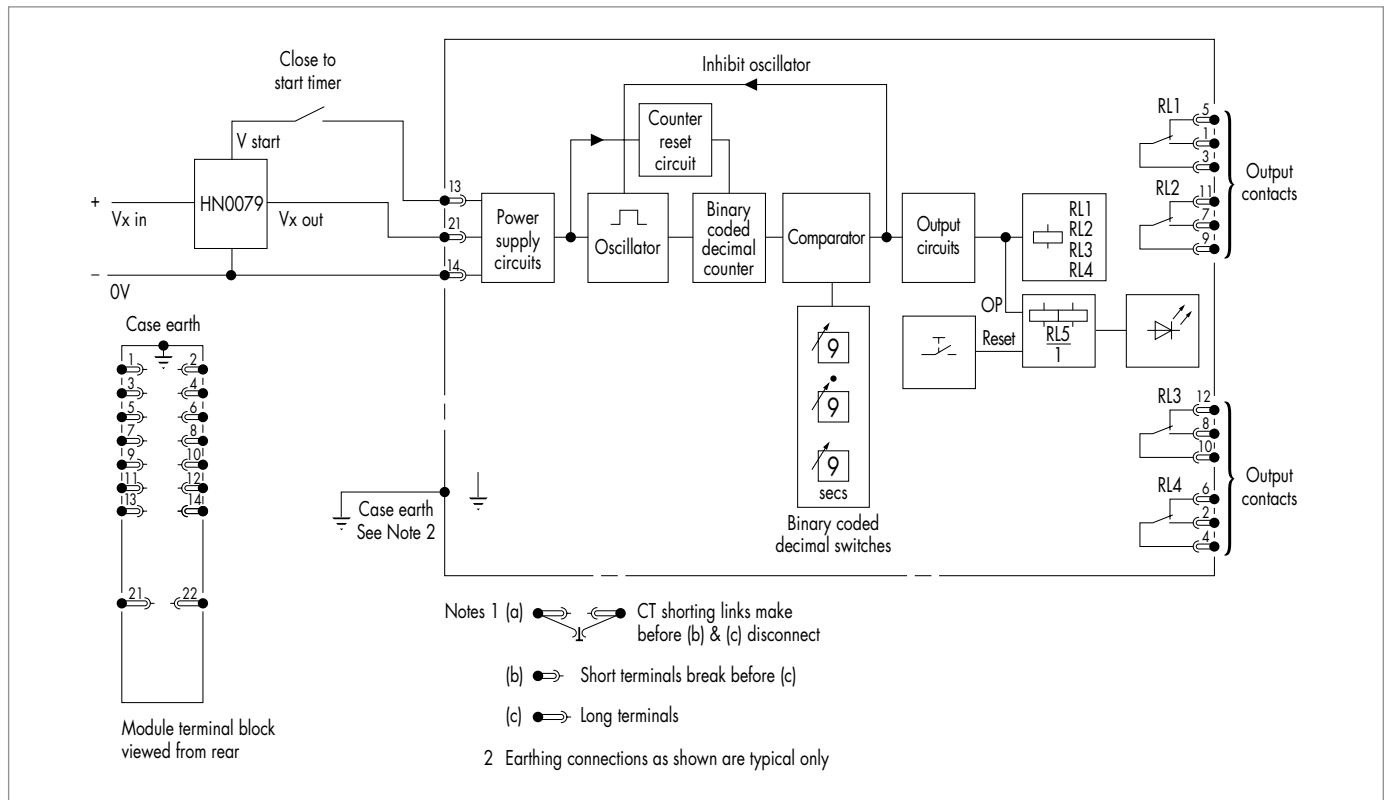 Close to
start timer
Inhibit oscillator
V start
Counter
reset
circuit
+
Vx in
HN0079
Vx out
−
0V
13
21
14
Power
supply
circuits
Oscillator
Binary
coded
decimal
counter
Comparator
Output
circuits
RL1
RL2
RL3
RL4
OP
Reset
RL5
1
9
9
9
secs
Binary coded
decimal switches
RL1
5
1
3
RL2
11
7
9
Output
contacts
RL3
12
8
10
RL4
6
2
4
Output
contacts
Case earth
1 2
3 4
5 6
7 8
9 10
11 12
13 14
21 22
Module terminal block
viewed from rear
Case earth
See Note 2
Notes 1 (a) CT shorting links make
before (b) & (c) disconnect
(b) Short terminals break before (c)
(c) Long terminals
2 Earthing connections as shown are typical only